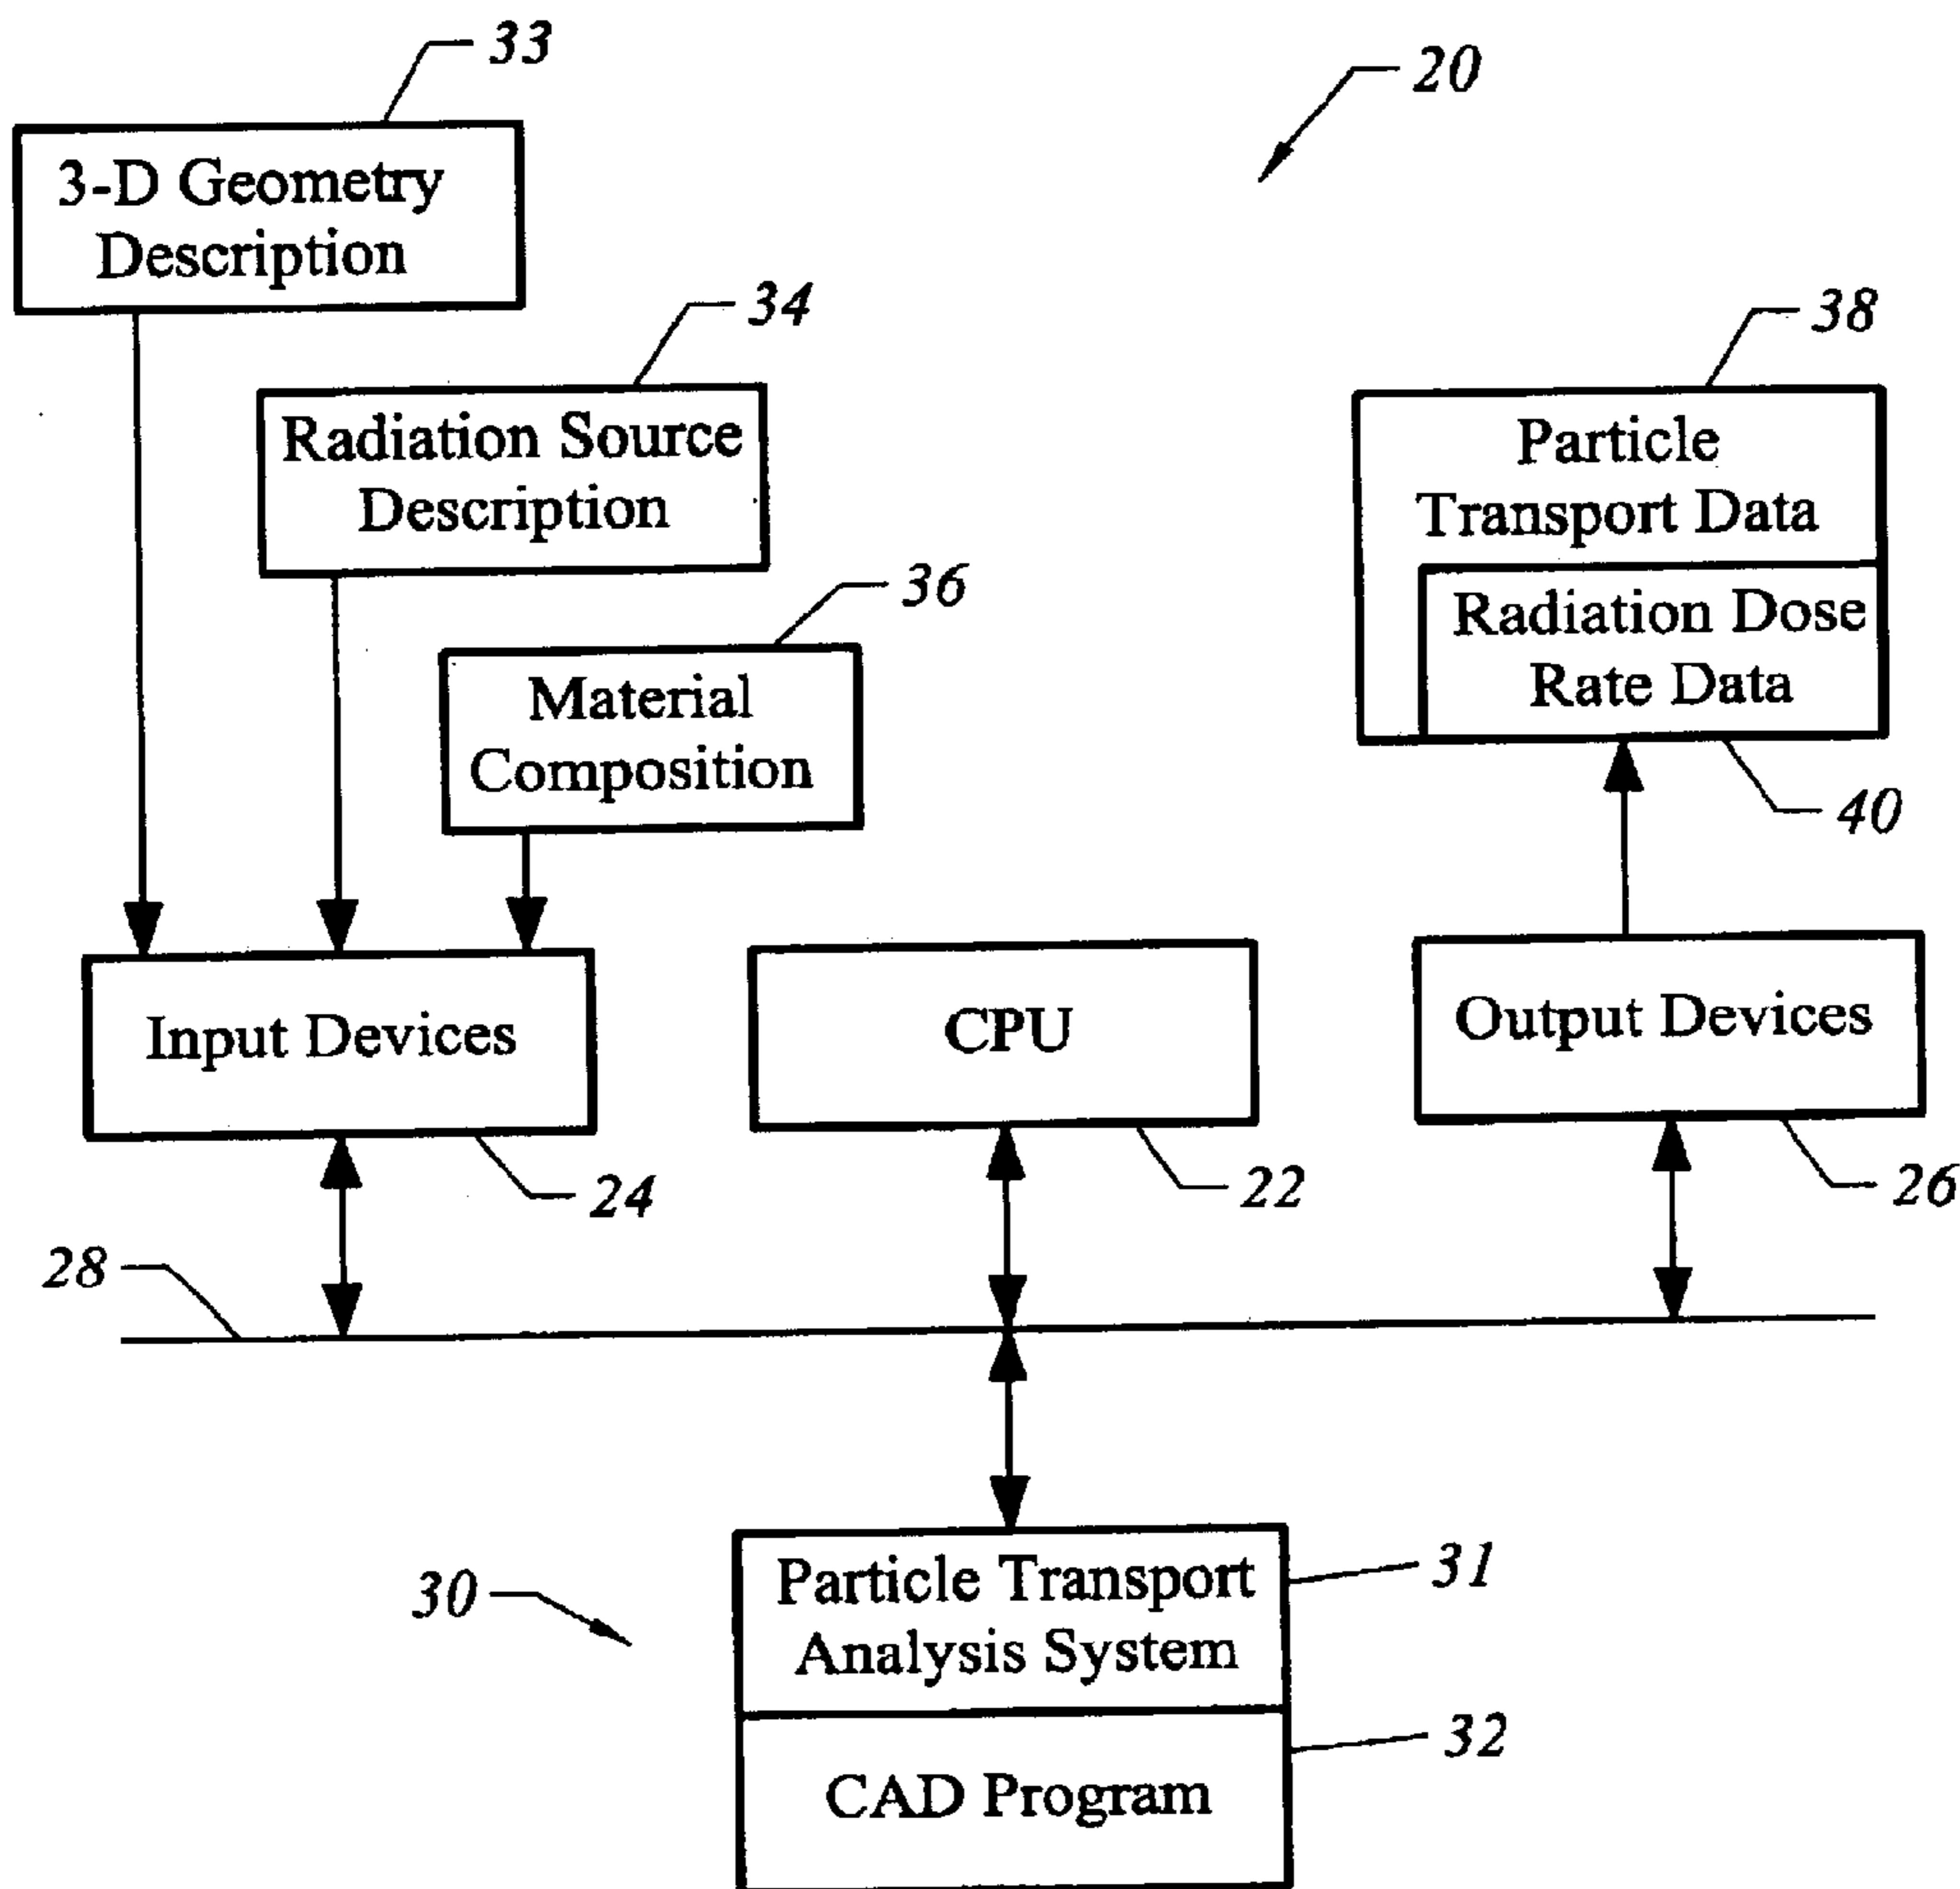 33
20
3-D Geometry
Description
34
38
Radiation Source
Description
Particle
Transport Data
36
Radiation Dose
Rate Data
Material
Composition
40
Input Devices
CPU
Output Devices
24
22
26
28
30
Particle Transport
Analysis System
31
CAD Program
32